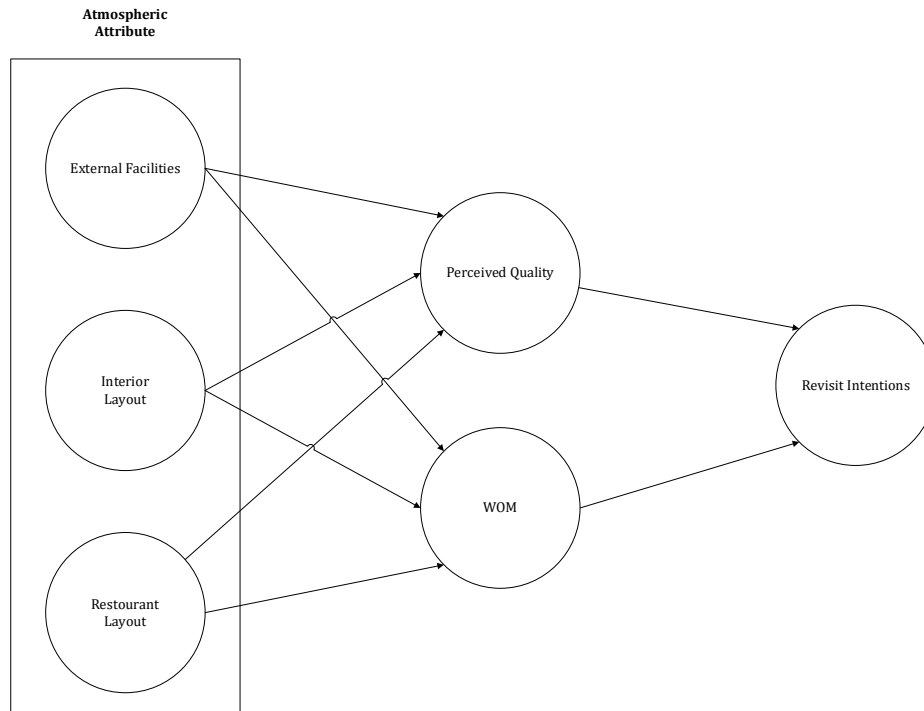 Atmospheric
Attribute
External Facilities
Perceived Quality
Interior
Layout
Revisit Intentions
WOM
Restourant
Layout